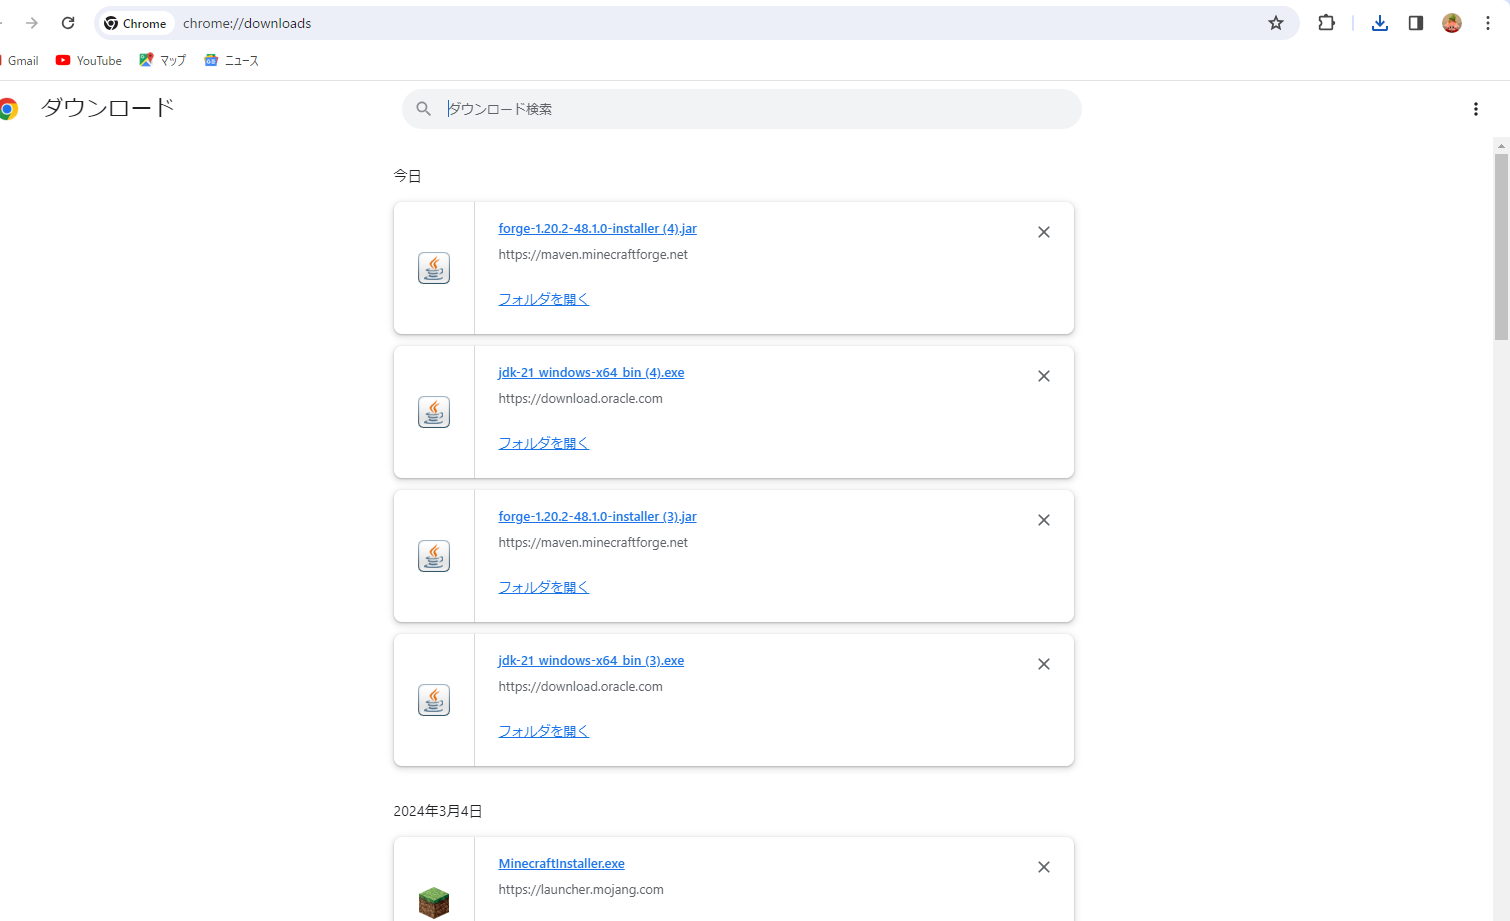 Chrome chrome://downloads
Gmail YouTube マップ ニュース
ダウンロード ダウンロード検索
今日
forge-1.20.2-48.1.0-installer (4).jar
https://maven.minecraftforge.net
フォルダを開く
jdk-21_windows-x64_bin (4).exe
https://download.oracle.com
フォルダを開く
forge-1.20.2-48.1.0-installer (3).jar
https://maven.minecraftforge.net
フォルダを開く
jdk-21_windows-x64_bin (3).exe
https://download.oracle.com
フォルダを開く
2024年3月4日
MinecraftInstaller.exe
https://launcher.mojang.com